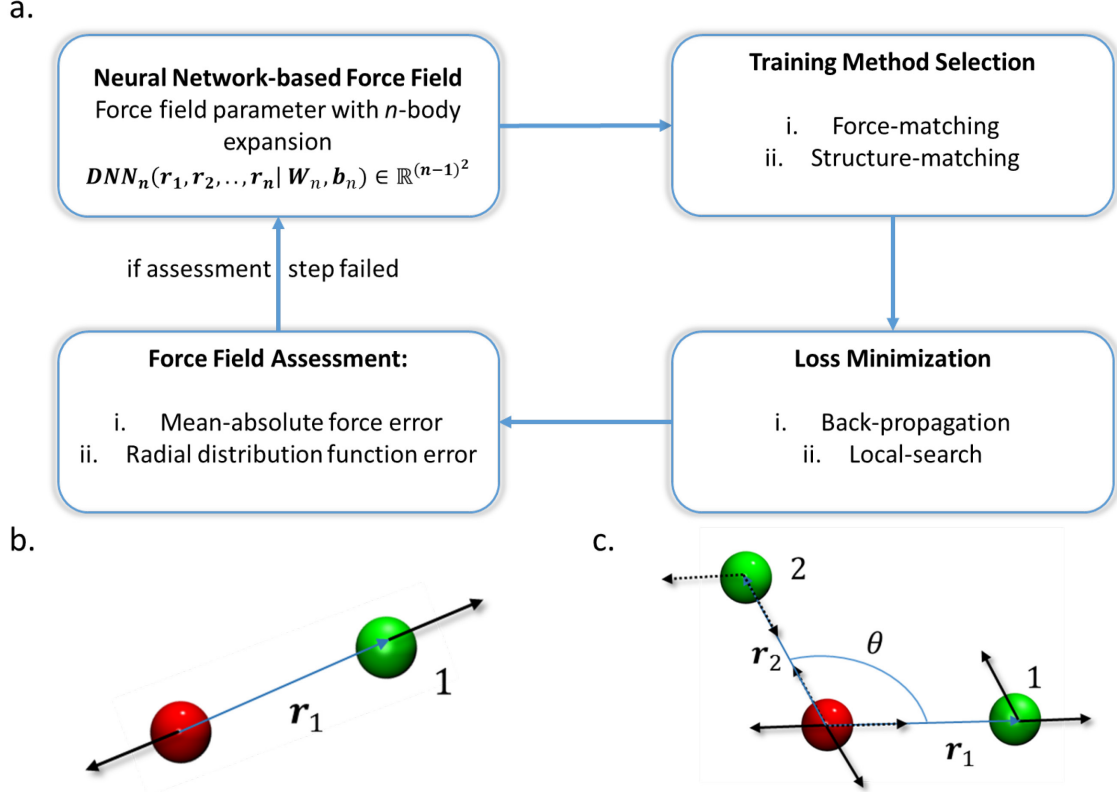 a.
Neural Network-based Force Field
Force field parameter with n-body
expansion
DNNₙ(r₁, r₂, . ., rₙ| Wₙ, bₙ) ∈ ℝ⁽ⁿ⁻¹⁾²
Training Method Selection
i. Force-matching
ii. Structure-matching
if assessment step failed
Force Field Assessment:
i. Mean-absolute force error
ii. Radial distribution function error
Loss Minimization
i. Back-propagation
ii. Local-search
b.
1
r₁
c.
2
r₂
θ
1
r₁